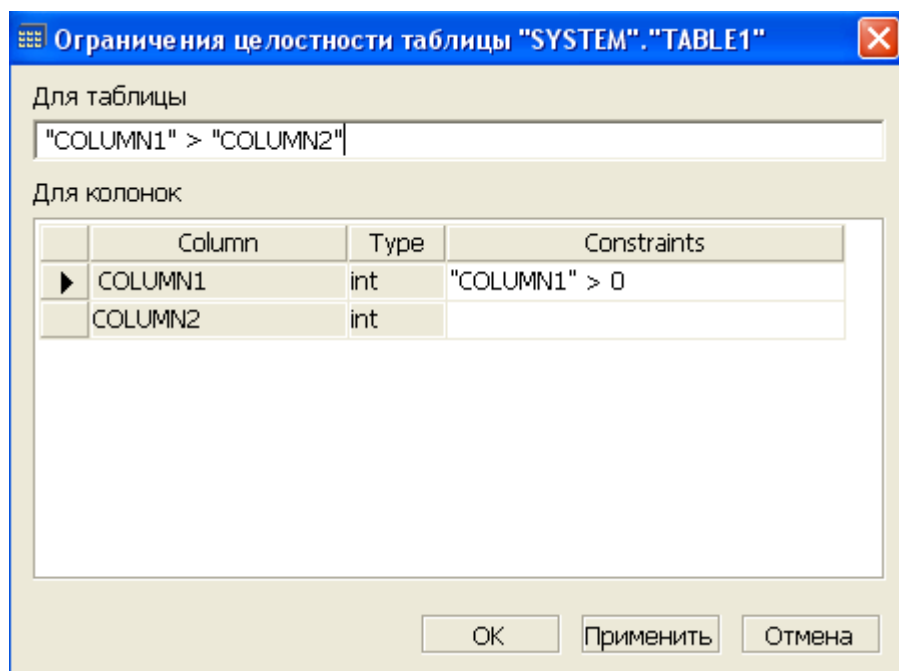 Ограничения целостности таблицы "SYSTEM"."TABLE1"
Для таблицы
"COLUMN1" > "COLUMN2"
Для колонок
Column Type Constraints
COLUMN1 int "COLUMN1" > 0
COLUMN2 int
OK Применить Отмена